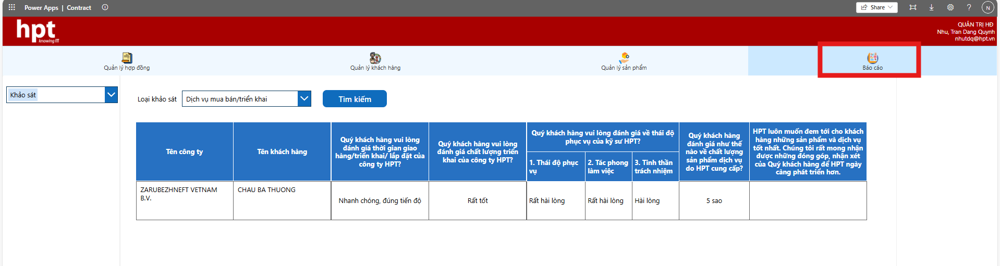 Power Apps | Contract
Share
?
N
hpt
knowing IT
QUẢN TRỊ HĐ
Nhu, Tran Dang Quynh
nhutdq@hpt.vn
Quản lý hợp đồng
Quản lý khách hàng
Quản lý sản phẩm
Báo cáo
Khảo sát
Loại khảo sát
Dịch vụ mua bán/triển khai
Tìm kiếm
Tên công ty
Tên khách hàng
Quý khách hàng vui lòng
đánh giá thời gian giao
hàng/triển khai/ lắp đặt của
công ty HPT?
Quý khách hàng vui lòng
đánh giá chất lượng triển
khai của công ty HPT?
Quý khách hàng vui lòng đánh giá về thái độ
phục vụ của kỹ sư HPT?
1. Thái độ phục
vụ
2. Tác phong
làm việc
3. Tinh thần
trách nhiệm
Quý khách hàng
đánh giá như thế
nào về chất lượng
sản phẩm dịch vụ
do HPT cung cấp?
HPT luôn muốn đem tới cho khách
hàng những sản phẩm và dịch vụ
tốt nhất. Chúng tôi rất mong nhận
được những đóng góp, nhận xét
của Quý khách hàng để HPT ngày
càng phát triển hơn.
ZARUBEZHNEFT VETNAM
B.V.
CHAU BA THUONG
Nhanh chóng, đúng tiến độ
Rất tốt
Rất hài lòng
Rất hài lòng
Hài lòng
5 sao